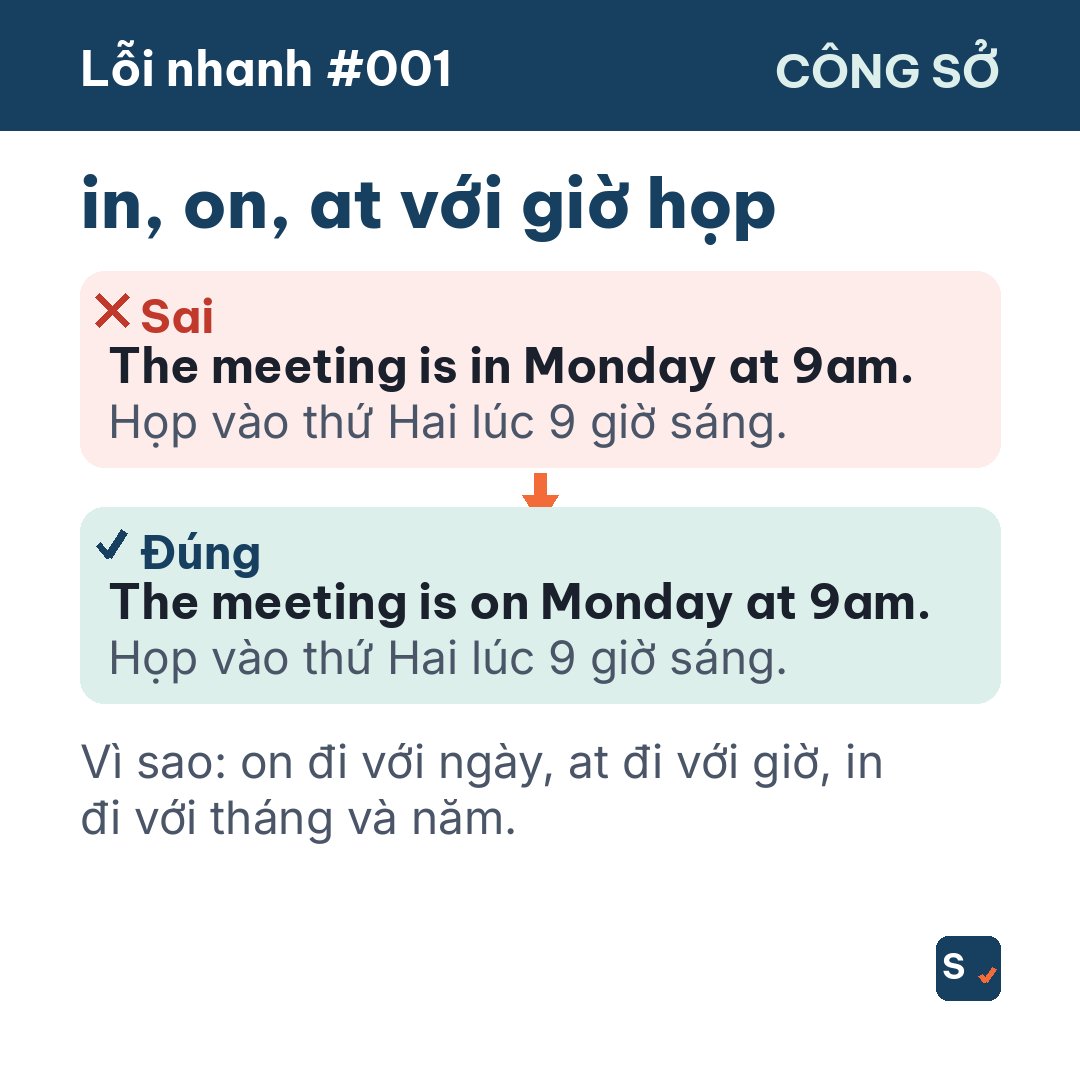 Lỗi nhanh #001
CÔNG SỞ
in, on, at với giờ họp
Sai
The meeting is in Monday at 9am.
Họp vào thứ Hai lúc 9 giờ sáng.
Đúng
The meeting is on Monday at 9am.
Họp vào thứ Hai lúc 9 giờ sáng.
Vì sao: on đi với ngày, at đi với giờ, in
đi với tháng và năm.
S